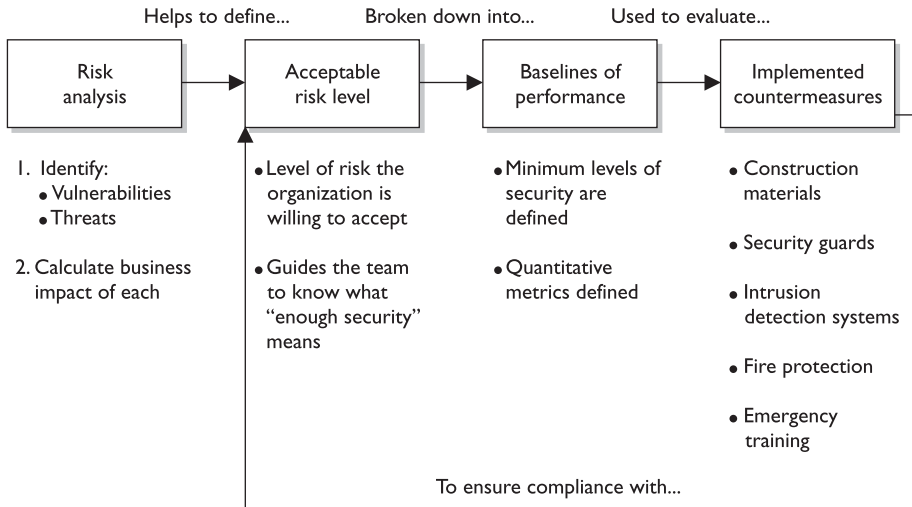 Helps to define...
Broken down into...
Used to evaluate...
Risk
analysis
Acceptable
risk level
Baselines of
performance
Implemented
countermeasures
1. Identify:
• Vulnerabilities
• Threats
2. Calculate business
impact of each
• Level of risk the
organization is
willing to accept
• Guides the team
to know what
“enough security”
means
• Minimum levels of
security are
defined
• Quantitative
metrics defined
• Construction
materials
• Security guards
• Intrusion
detection systems
• Fire protection
• Emergency
training
To ensure compliance with...